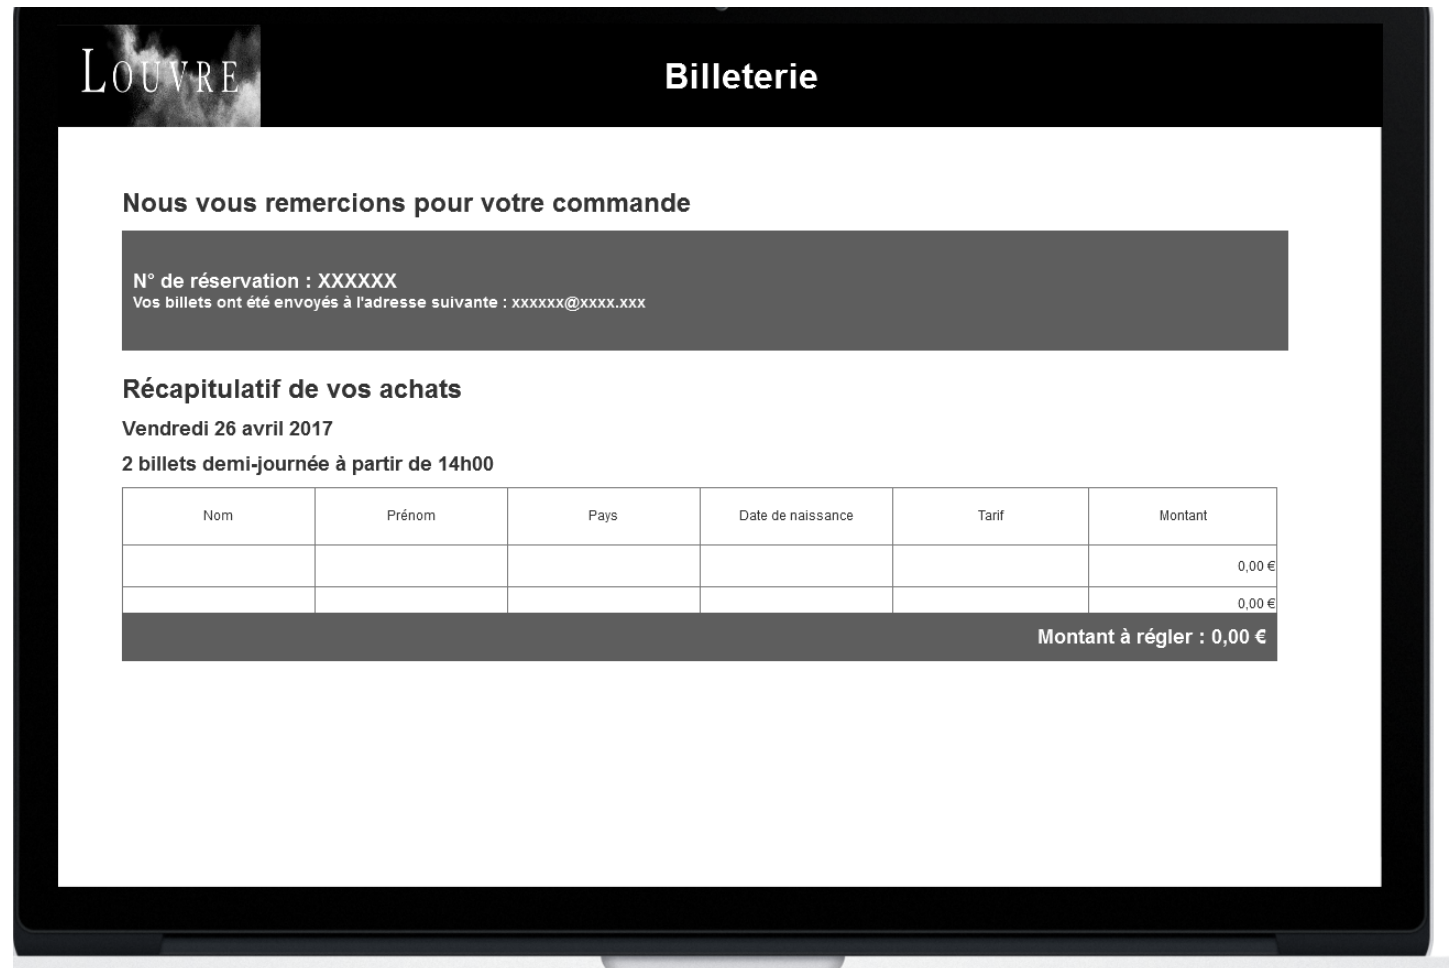 LOUVRE
Billeterie
Nous vous remercions pour votre commande
N° de réservation : XXXXXX
Vos billets ont été envoyés à l'adresse suivante : xxxxxx@xxxx.xxx
Récapitulatif de vos achats
Vendredi 26 avril 2017
2 billets demi-journée à partir de 14h00
Nom Prénom Pays Date de naissance Tarif Montant
0,00 €
0,00 €
Montant à régler : 0,00 €